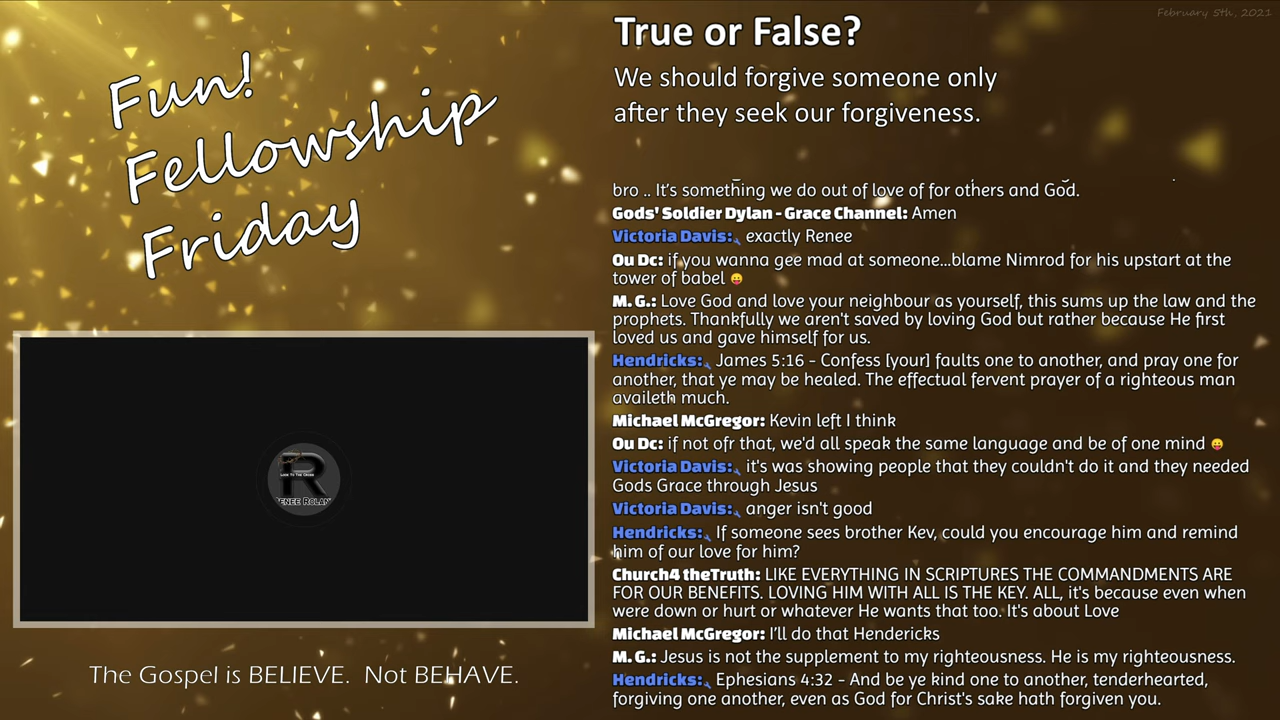 February 5th, 2021
Fun!
Fellowship
Friday
True or False?
We should forgive someone only
after they seek our forgiveness.
bro .. It's something we do out of love of for others and God.
Gods' Soldier Dylan - Grace Channel: Amen
Victoria Davis: exactly Renee
Ou Dc: if you wanna gee mad at someone...blame Nimrod for his upstart at the
tower of babel 😛
M. G.: Love God and love your neighbour as yourself, this sums up the law and the
prophets. Thankfully we aren't saved by loving God but rather because He first
loved us and gave himself for us.
Hendricks: James 5:16 - Confess [your] faults one to another, and pray one for
another, that ye may be healed. The effectual fervent prayer of a righteous man
availeth much.
Michael McGregor: Kevin left I think
Ou Dc: if not ofr that, we'd all speak the same language and be of one mind 😛
Victoria Davis: it's was showing people that they couldn't do it and they needed
Gods Grace through Jesus
Victoria Davis: anger isn't good
Hendricks: If someone sees brother Kev, could you encourage him and remind
him of our love for him?
Church4 theTruth: LIKE EVERYTHING IN SCRIPTURES THE COMMANDMENTS ARE
FOR OUR BENEFITS. LOVING HIM WITH ALL IS THE KEY. ALL, it's because even when
were down or hurt or whatever He wants that too. It's about Love
Michael McGregor: I'll do that Hendericks
M. G.: Jesus is not the supplement to my righteousness. He is my righteousness.
Hendricks: Ephesians 4:32 - And be ye kind one to another, tenderhearted,
forgiving one another, even as God for Christ's sake hath forgiven you.
R
LOOK TO THE CROSS
RENEE ROLAN
The Gospel is BELIEVE. Not BEHAVE.